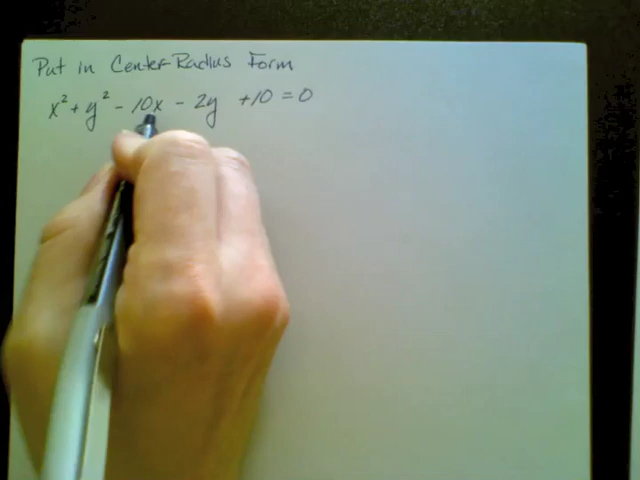 Put in Center-Radius Form
x² + y² - 10x - 2y + 10 = 0